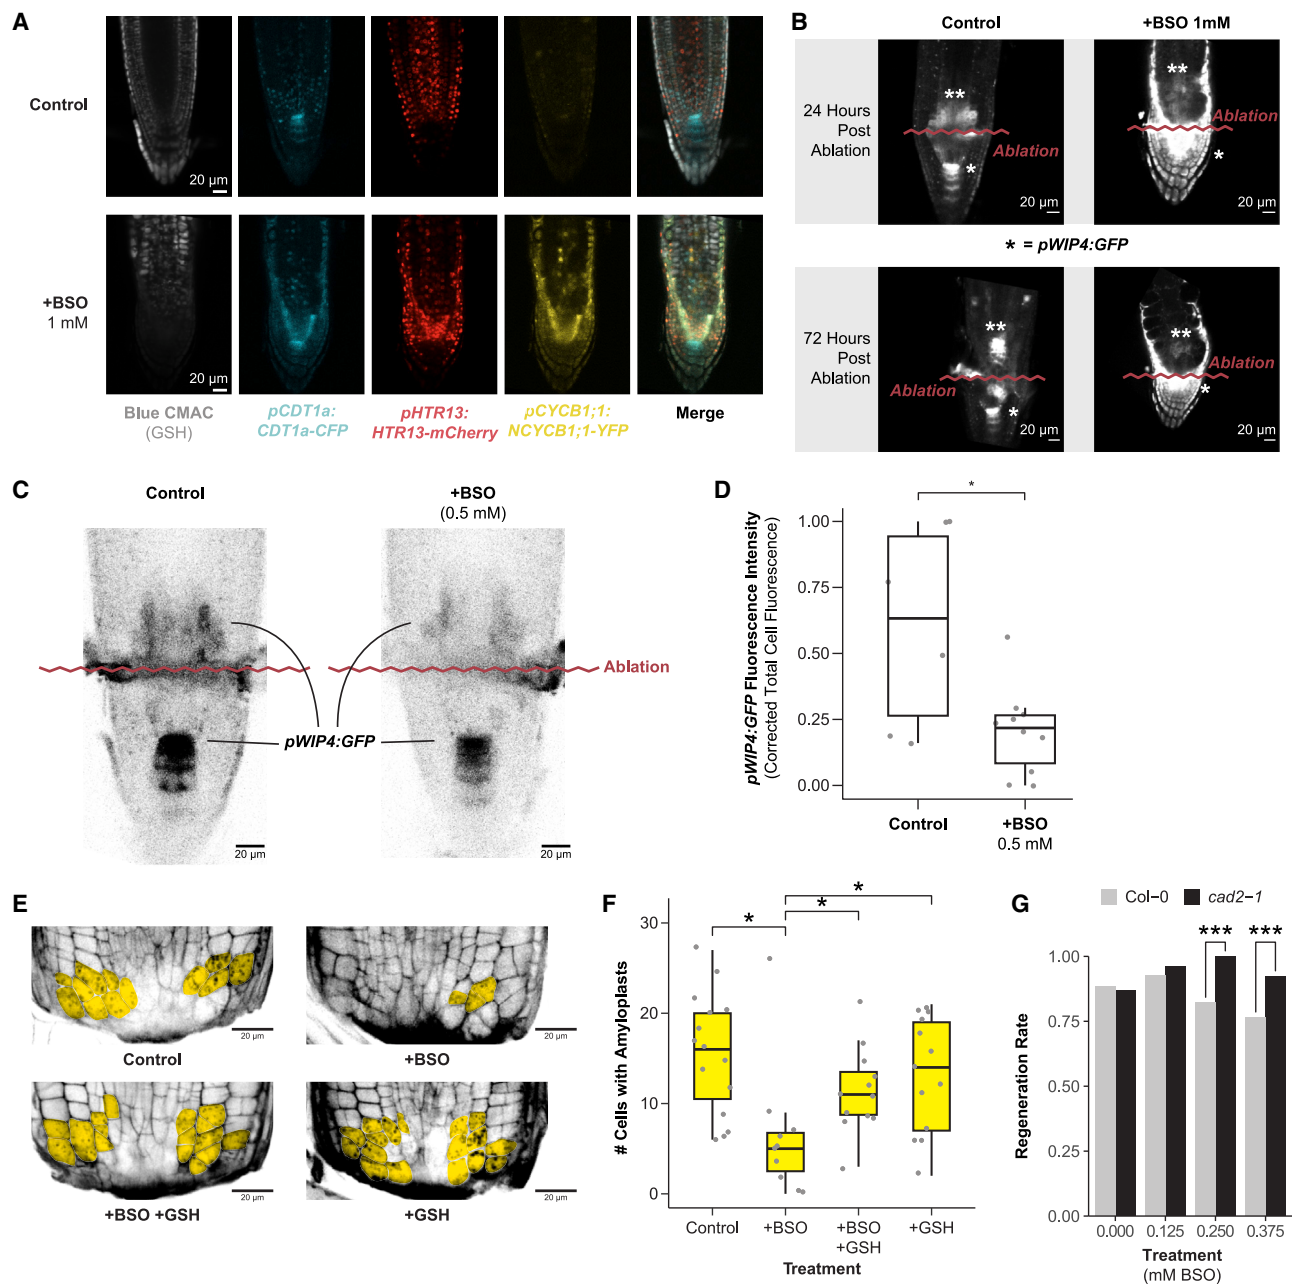 A
Control
20 µm
+BSO
1 mM
20 µm
Blue CMAC
(GSH)
pCDT1a:
CDT1a-CFP
pHTR13:
HTR13-mCherry
pCYCB1;1:
NCYCB1;1-YFP
Merge
B
Control
+BSO 1mM
24 Hours
Post
Ablation
**
Ablation
*
20 µm
**
Ablation
*
20 µm
* = pWIP4:GFP
72 Hours
Post
Ablation
**
Ablation
*
20 µm
**
Ablation
*
20 µm
C
Control
+BSO
(0.5 mM)
Ablation
pWIP4:GFP
20 µm
20 µm
D
*
pWIP4:GFP Fluorescence Intensity
(Corrected Total Cell Fluorescence)
1.00
0.75
0.50
0.25
0.00
Control
+BSO
0.5 mM
E
20 µm
20 µm
Control
+BSO
20 µm
20 µm
+BSO +GSH
+GSH
F
*
*
*
# Cells with Amyloplasts
30
20
10
0
Control
+BSO
+BSO
+GSH
+GSH
Treatment
G
Col−0
cad2−1
***
***
Regeneration Rate
1.00
0.75
0.50
0.25
0.00
0.000
0.125
0.250
0.375
Treatment
(mM BSO)